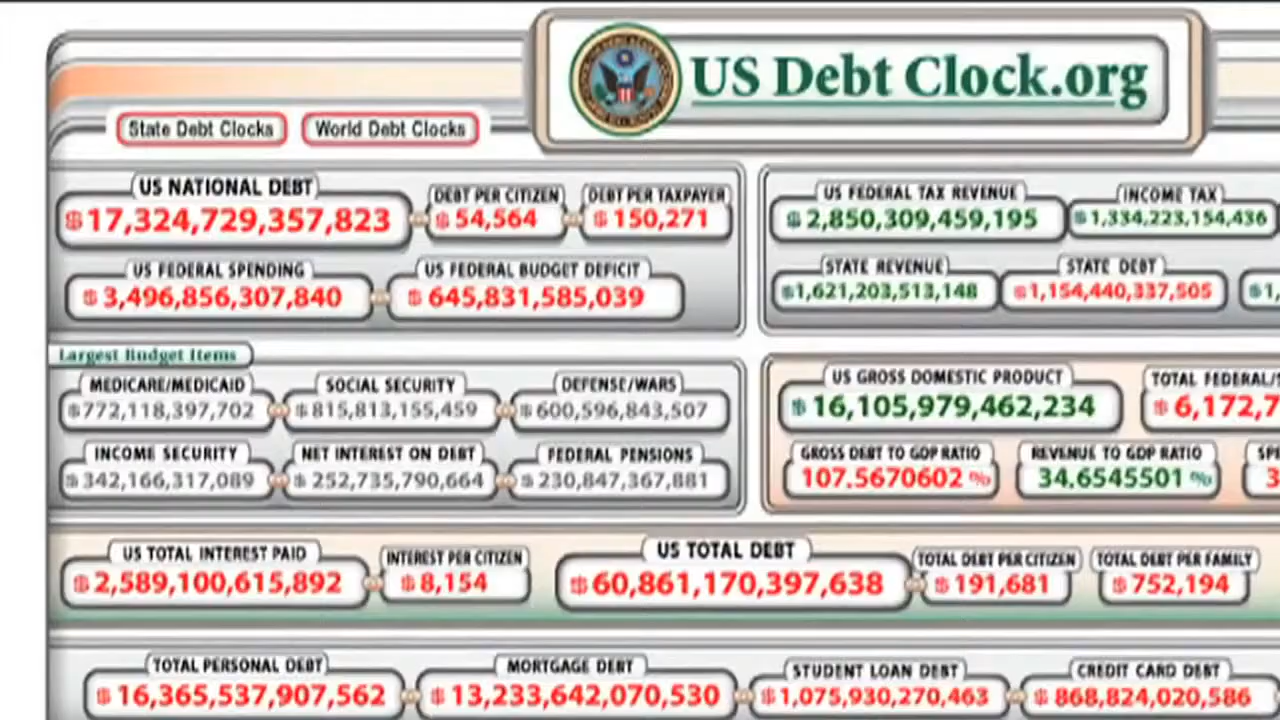 US Debt Clock.org
State Debt Clocks World Debt Clocks
US NATIONAL DEBT DEBT PER CITIZEN DEBT PER TAXPAYER
$17,324,729,357,823 $54,564 $150,271
US FEDERAL TAX REVENUE INCOME TAX
$2,850,309,459,195 $1,334,223,154,436
US FEDERAL SPENDING US FEDERAL BUDGET DEFICIT
$3,496,856,307,840 $645,831,585,039
STATE REVENUE STATE DEBT
$1,621,203,513,148 $1,154,440,337,505 $1,
Largest Budget Items
MEDICARE/MEDICAID SOCIAL SECURITY DEFENSE/WARS
$772,118,397,702 $815,813,155,459 $600,596,843,507
INCOME SECURITY NET INTEREST ON DEBT FEDERAL PENSIONS
$342,166,317,089 $252,735,790,664 $230,847,367,881
US GROSS DOMESTIC PRODUCT TOTAL FEDERAL/
$16,105,979,462,234 $6,172,7
GROSS DEBT TO GDP RATIO REVENUE TO GDP RATIO SP
107.5670602 % 34.6545501 % 3
US TOTAL INTEREST PAID INTEREST PER CITIZEN US TOTAL DEBT TOTAL DEBT PER CITIZEN TOTAL DEBT PER FAMILY
$2,589,100,615,892 $8,154 $60,861,170,397,638 $191,681 $752,194
TOTAL PERSONAL DEBT MORTGAGE DEBT STUDENT LOAN DEBT CREDIT CARD DEBT
$16,365,537,907,562 $13,233,642,070,530 $1,075,930,270,463 $868,824,020,586